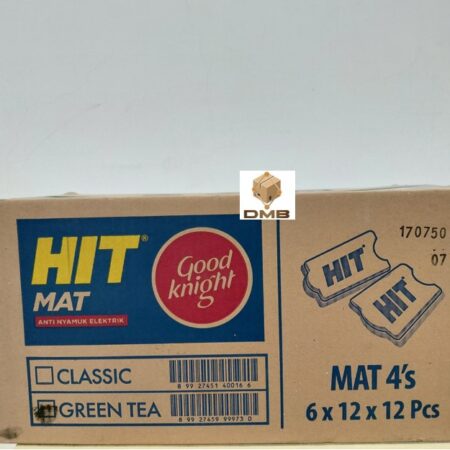 DMB
170750
07
HIT®
MAT
ANTI NYAMUK ELEKTRIK
Good
knight
HIT
HIT
CLASSIC
8 99 27451 40016 6
GREEN TEA
8 99 27459 99973 0
MAT 4's
6 x 12 x 12 Pcs